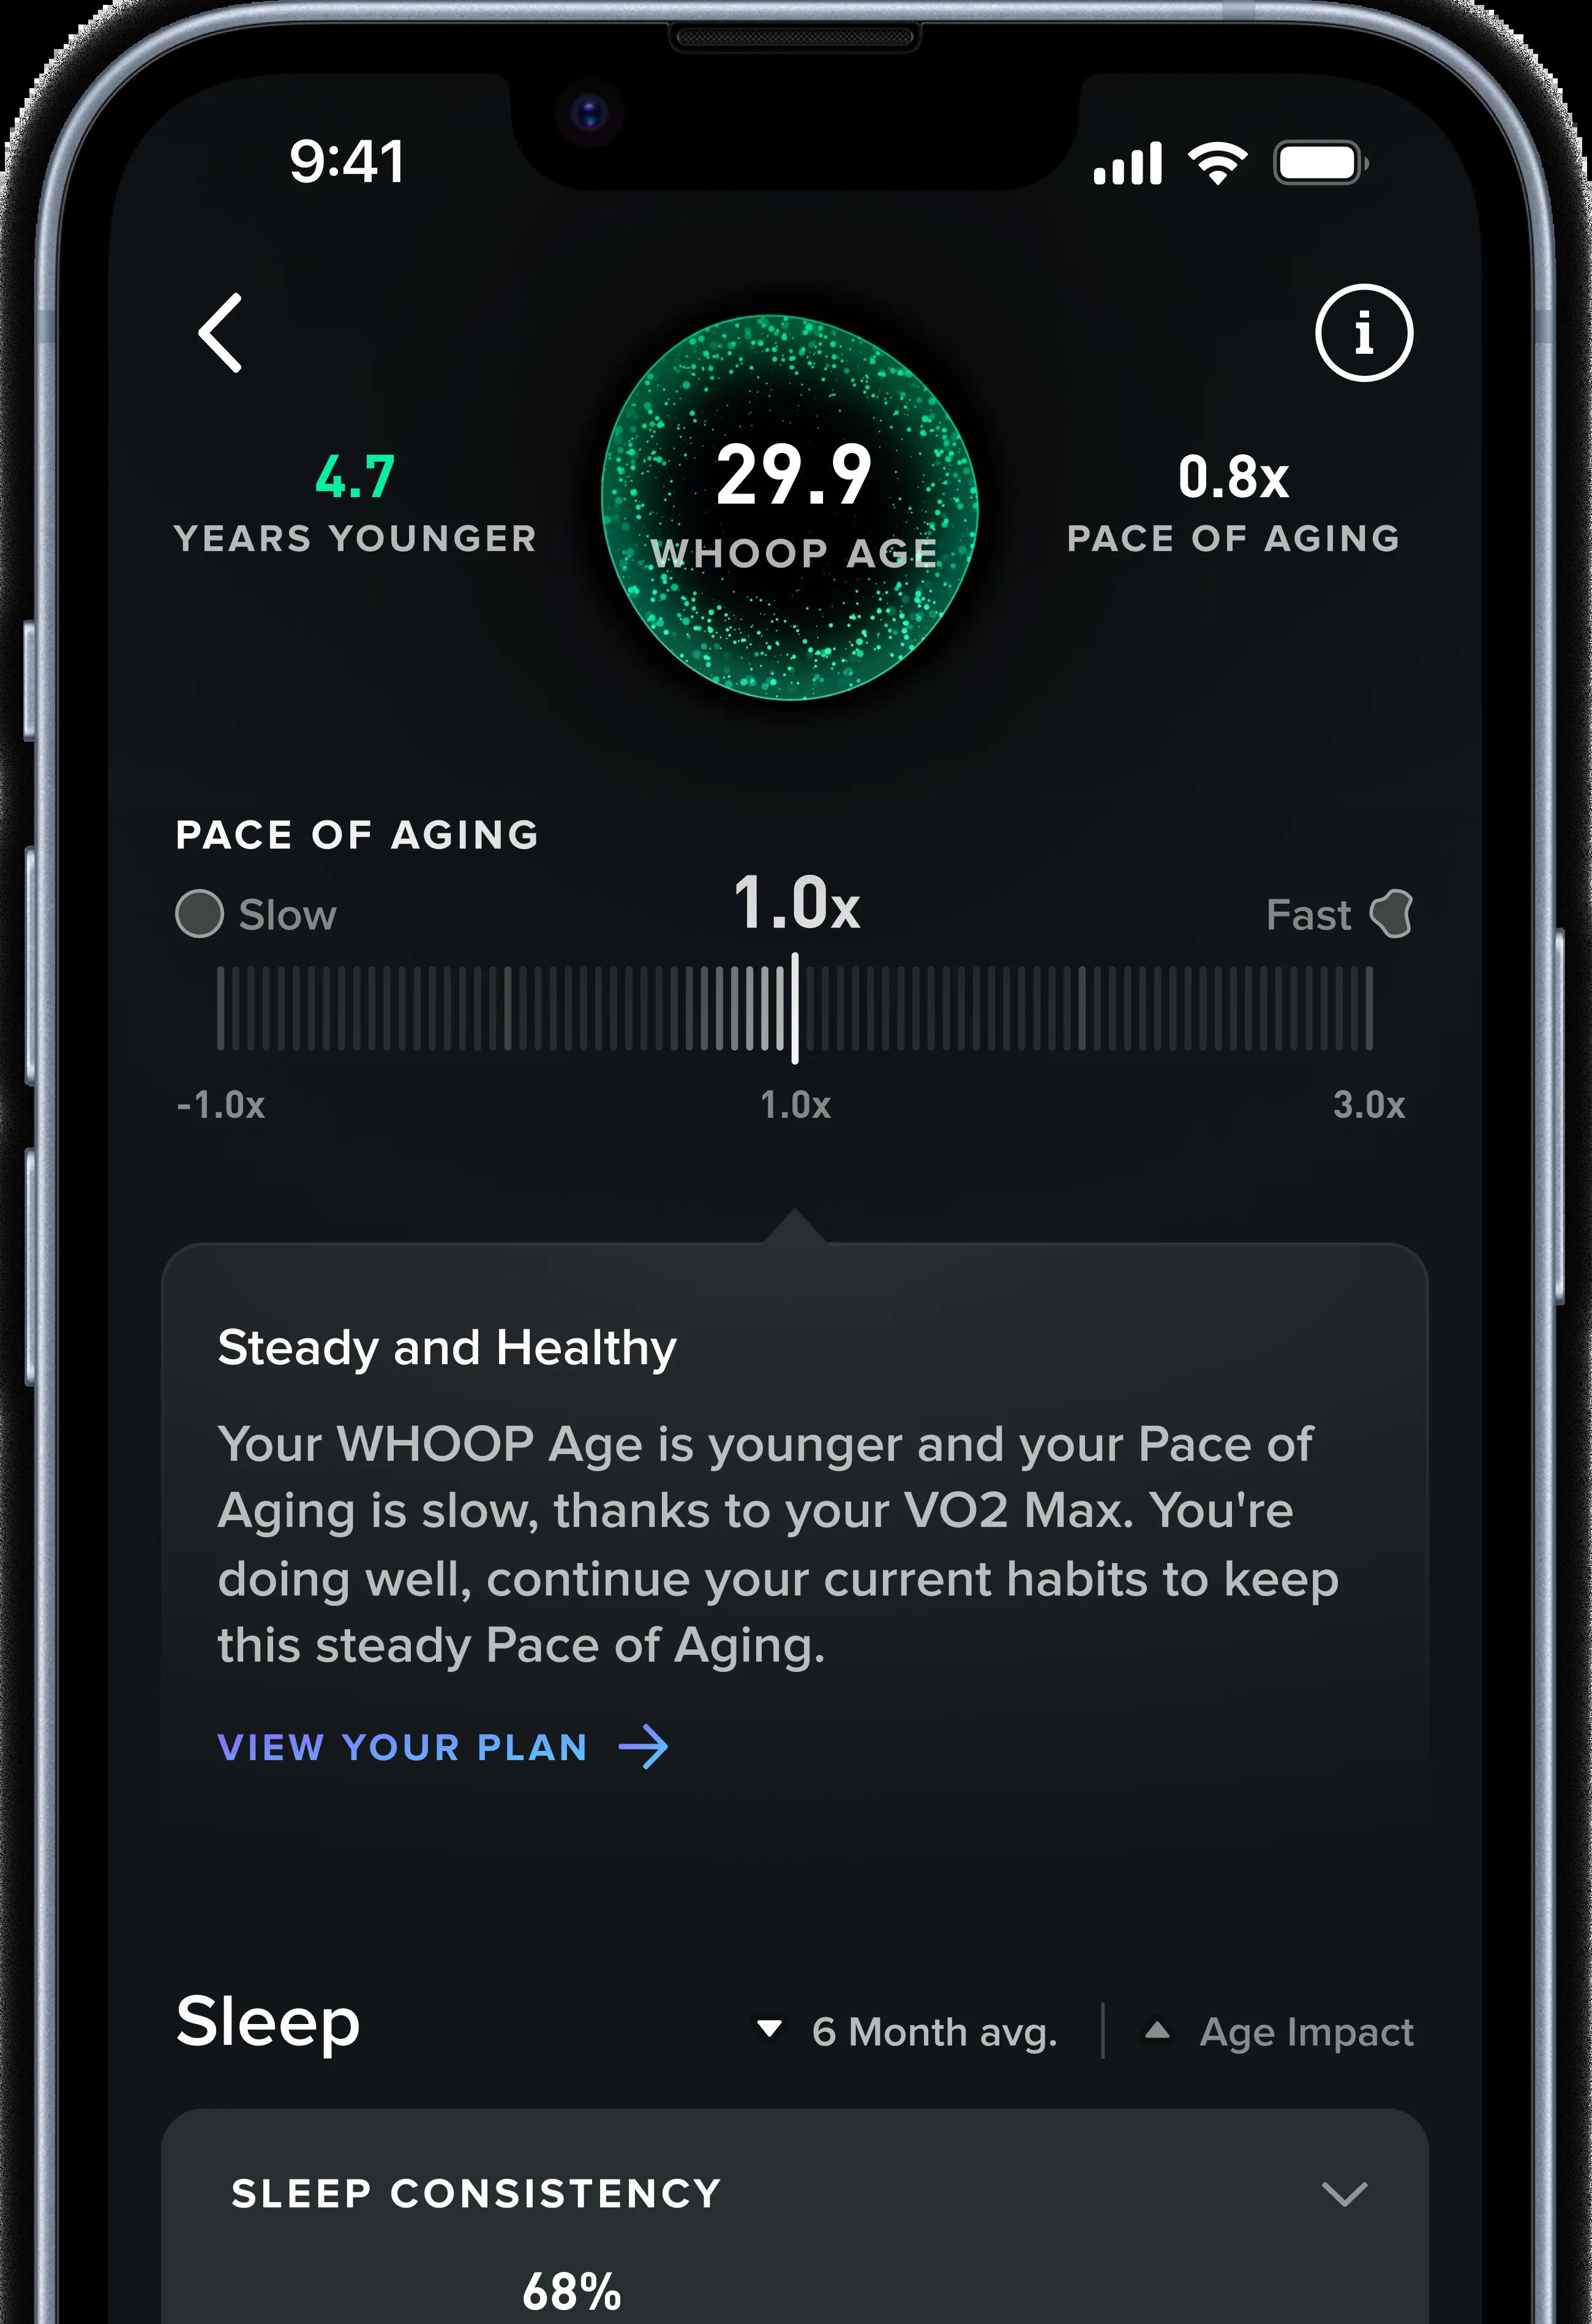 9:41
i
4.7
YEARS YOUNGER
29.9
WHOOP AGE
0.8x
PACE OF AGING
PACE OF AGING
Slow
1.0x
Fast
-1.0x
1.0x
3.0x
Steady and Healthy
Your WHOOP Age is younger and your Pace of
Aging is slow, thanks to your VO2 Max. You're
doing well, continue your current habits to keep
this steady Pace of Aging.
VIEW YOUR PLAN
Sleep
6 Month avg.
Age Impact
SLEEP CONSISTENCY
68%